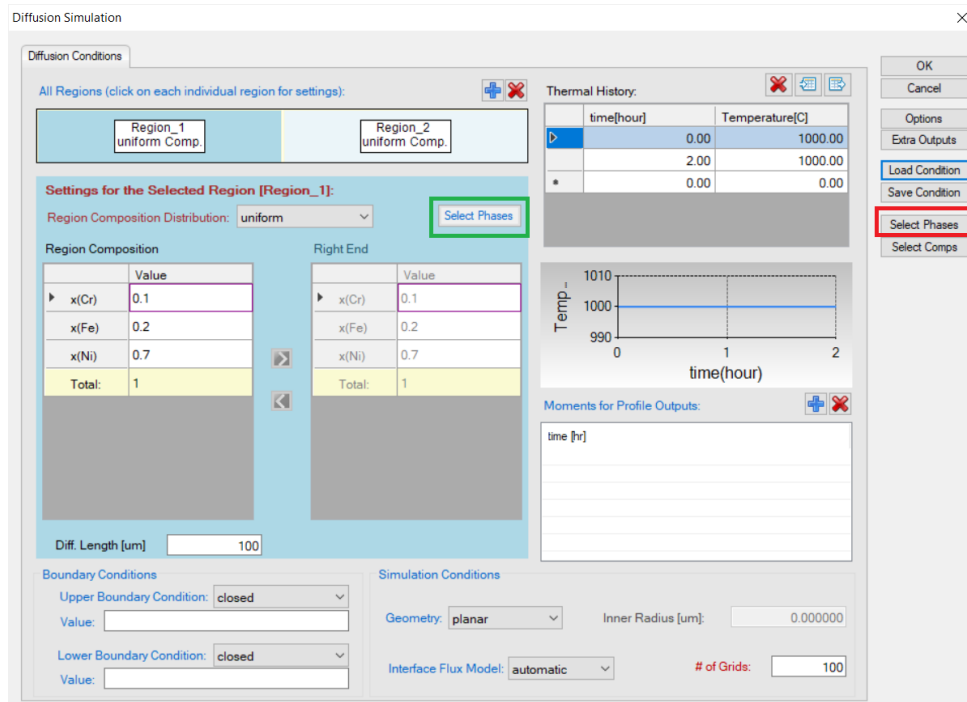 Diffusion Simulation
Diffusion Conditions
All Regions (click on each individual region for settings):
Region_1
uniform Comp.
Region_2
uniform Comp.
Settings for the Selected Region [Region_1]:
Region Composition Distribution: uniform
Select Phases
Region Composition
Value
x(Cr) 0.1
x(Fe) 0.2
x(Ni) 0.7
Total: 1
Right End
Value
x(Cr) 0.1
x(Fe) 0.2
x(Ni) 0.7
Total: 1
Diff. Length [um] 100
Thermal History:
time[hour] Temperature[C]
0.00 1000.00
2.00 1000.00
0.00 0.00
Temp...
1010
1000
990
0 1 2
time(hour)
Moments for Profile Outputs:
time [hr]
Boundary Conditions
Upper Boundary Condition: closed
Value:
Lower Boundary Condition: closed
Value:
Simulation Conditions
Geometry: planar
Inner Radius [um]: 0.000000
Interface Flux Model: automatic
# of Grids: 100
OK
Cancel
Options
Extra Outputs
Load Condition
Save Condition
Select Phases
Select Comps